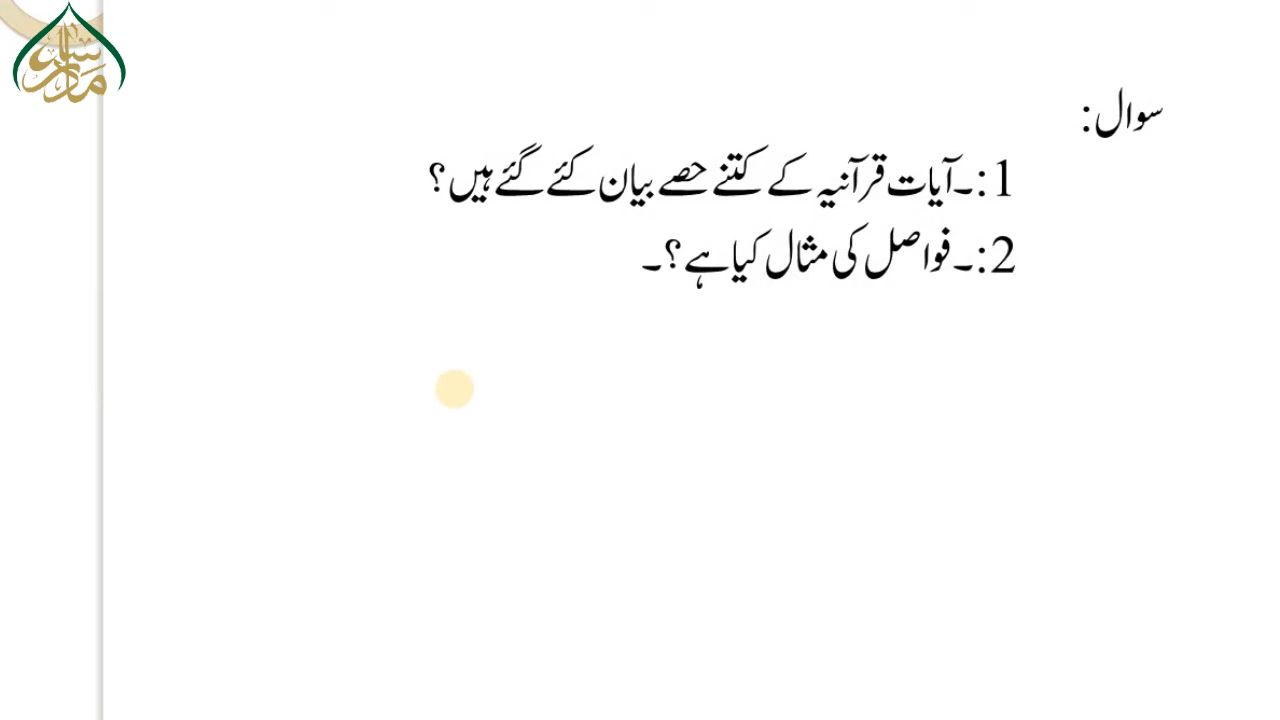 سوال:
1:۔آیات قرآنیہ کے کتنے حصے بیان کئے گئے ہیں؟
2:۔فواصل کی مثال کیا ہے؟۔